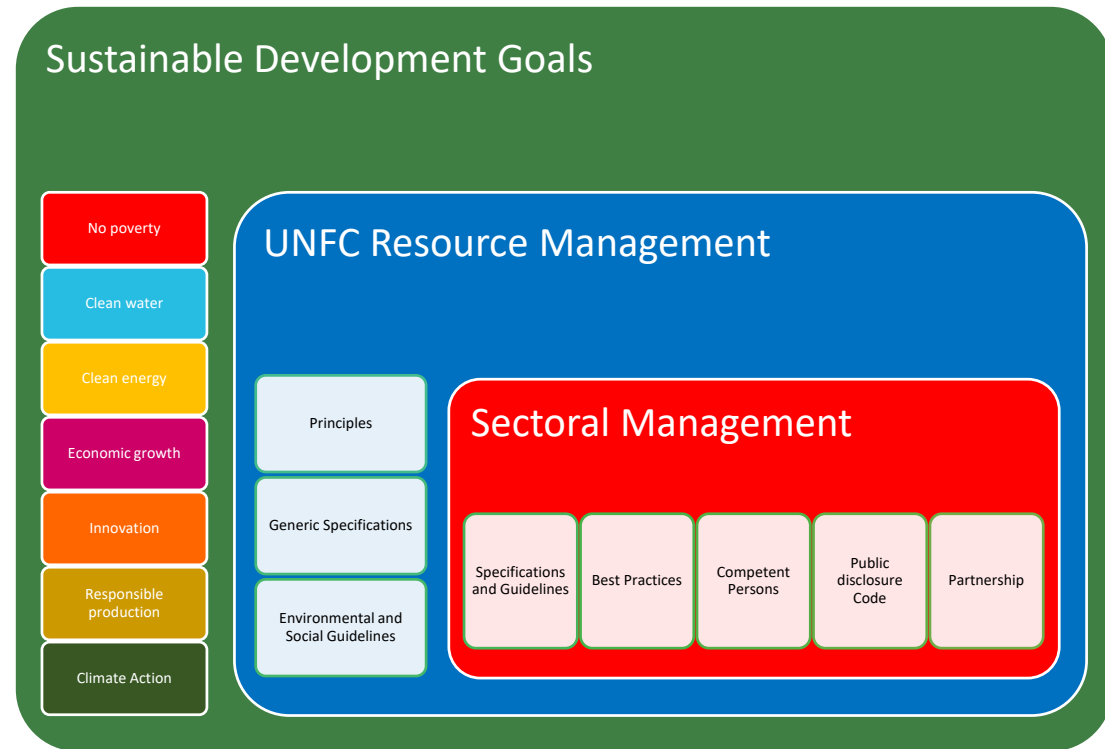 Sustainable Development Goals
No poverty
Clean water
Clean energy
Economic growth
Innovation
Responsible
production
Climate Action
UNFC Resource Management
Principles
Generic Specifications
Environmental and
Social Guidelines
Sectoral Management
Specifications
and Guidelines
Best Practices
Competent
Persons
Public
disclosure
Code
Partnership